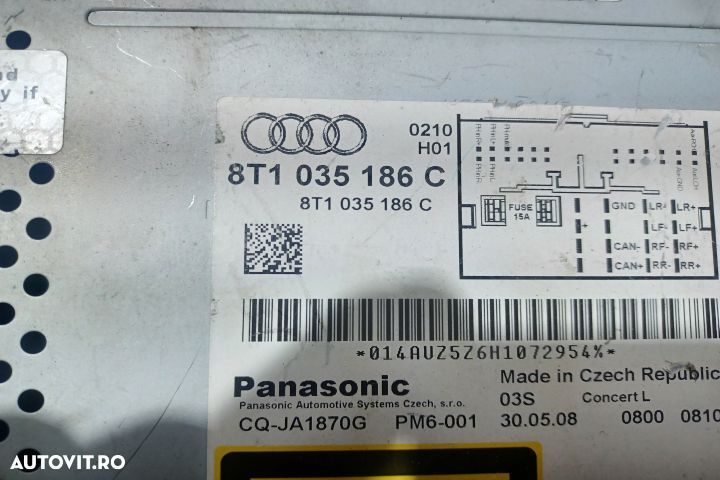 y if
0210
H01
8T1 035 186 C
8T1 035 186 C
FUSE
15A
+
GND LR- LR+
LF- LF+
CAN- RF- RF+
CAN+ RR- RR+
*014AUZ5Z6H1072954%*
Panasonic
Made in Czech Republic
Panasonic Automotive Systems Czech, s.r.o.
03S Concert L
CQ-JA1870G PM6-001 30.05.08 0800 0810
AUTOVIT.RO